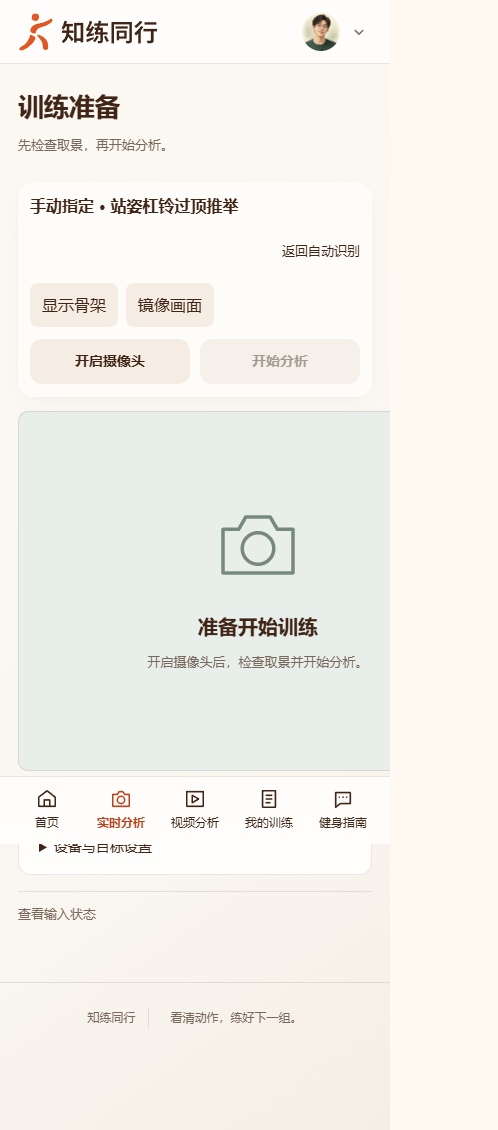 知练同行
训练准备
先检查取景，再开始分析。
手动指定 • 站姿杠铃过顶推举
返回自动识别
显示骨架 镜像画面
开启摄像头 开始分析
准备开始训练
开启摄像头后，检查取景并开始分析。
首页 实时分析 视频分析 我的训练 健身指南
设备与目标设置
查看输入状态
知练同行 看清动作，练好下一组。